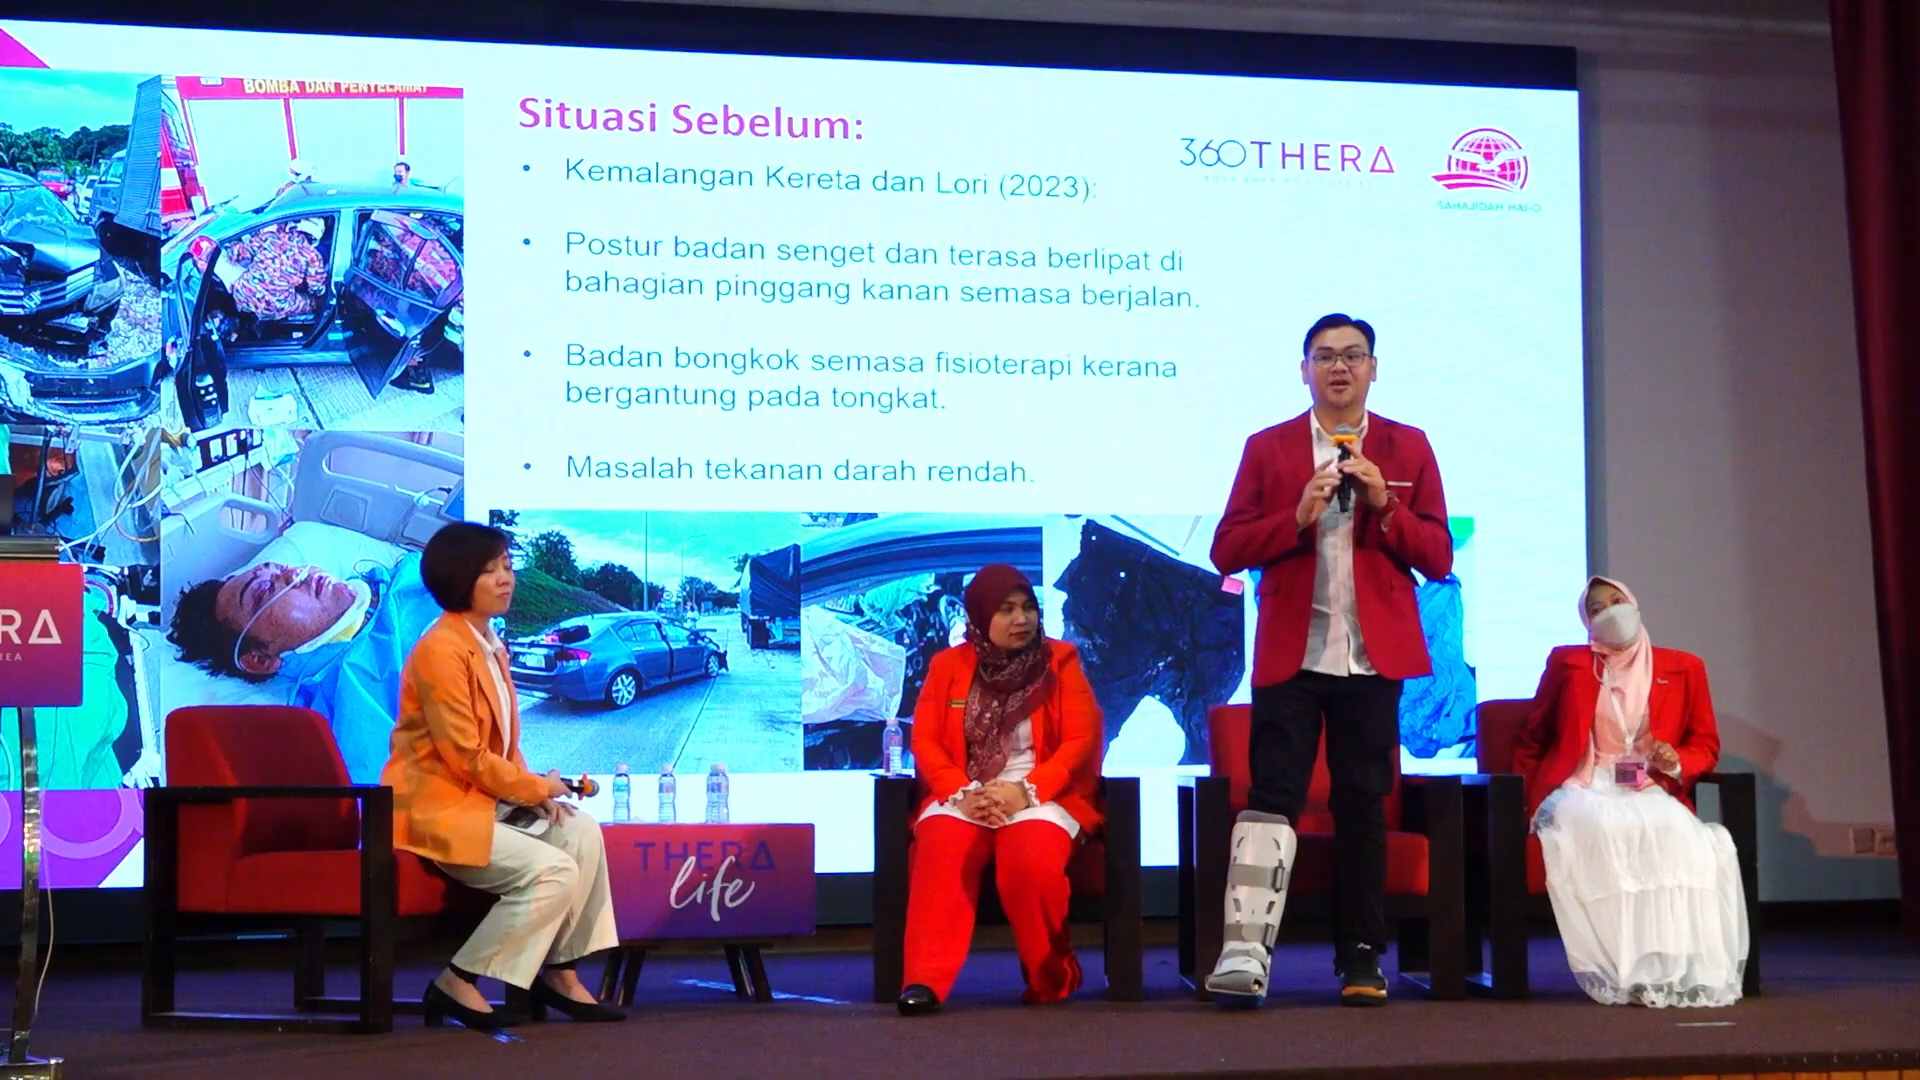 BOMBA DAN PENYELAMAT
Situasi Sebelum:
360THERA
SAHAJIDAH HAI-O
• Kemalangan Kereta dan Lori (2023):
• Postur badan senget dan terasa berlipat di
bahagian pinggang kanan semasa berjalan.
• Badan bongkok semasa fisioterapi kerana
bergantung pada tongkat.
• Masalah tekanan darah rendah.
RA
REA
THERA
life